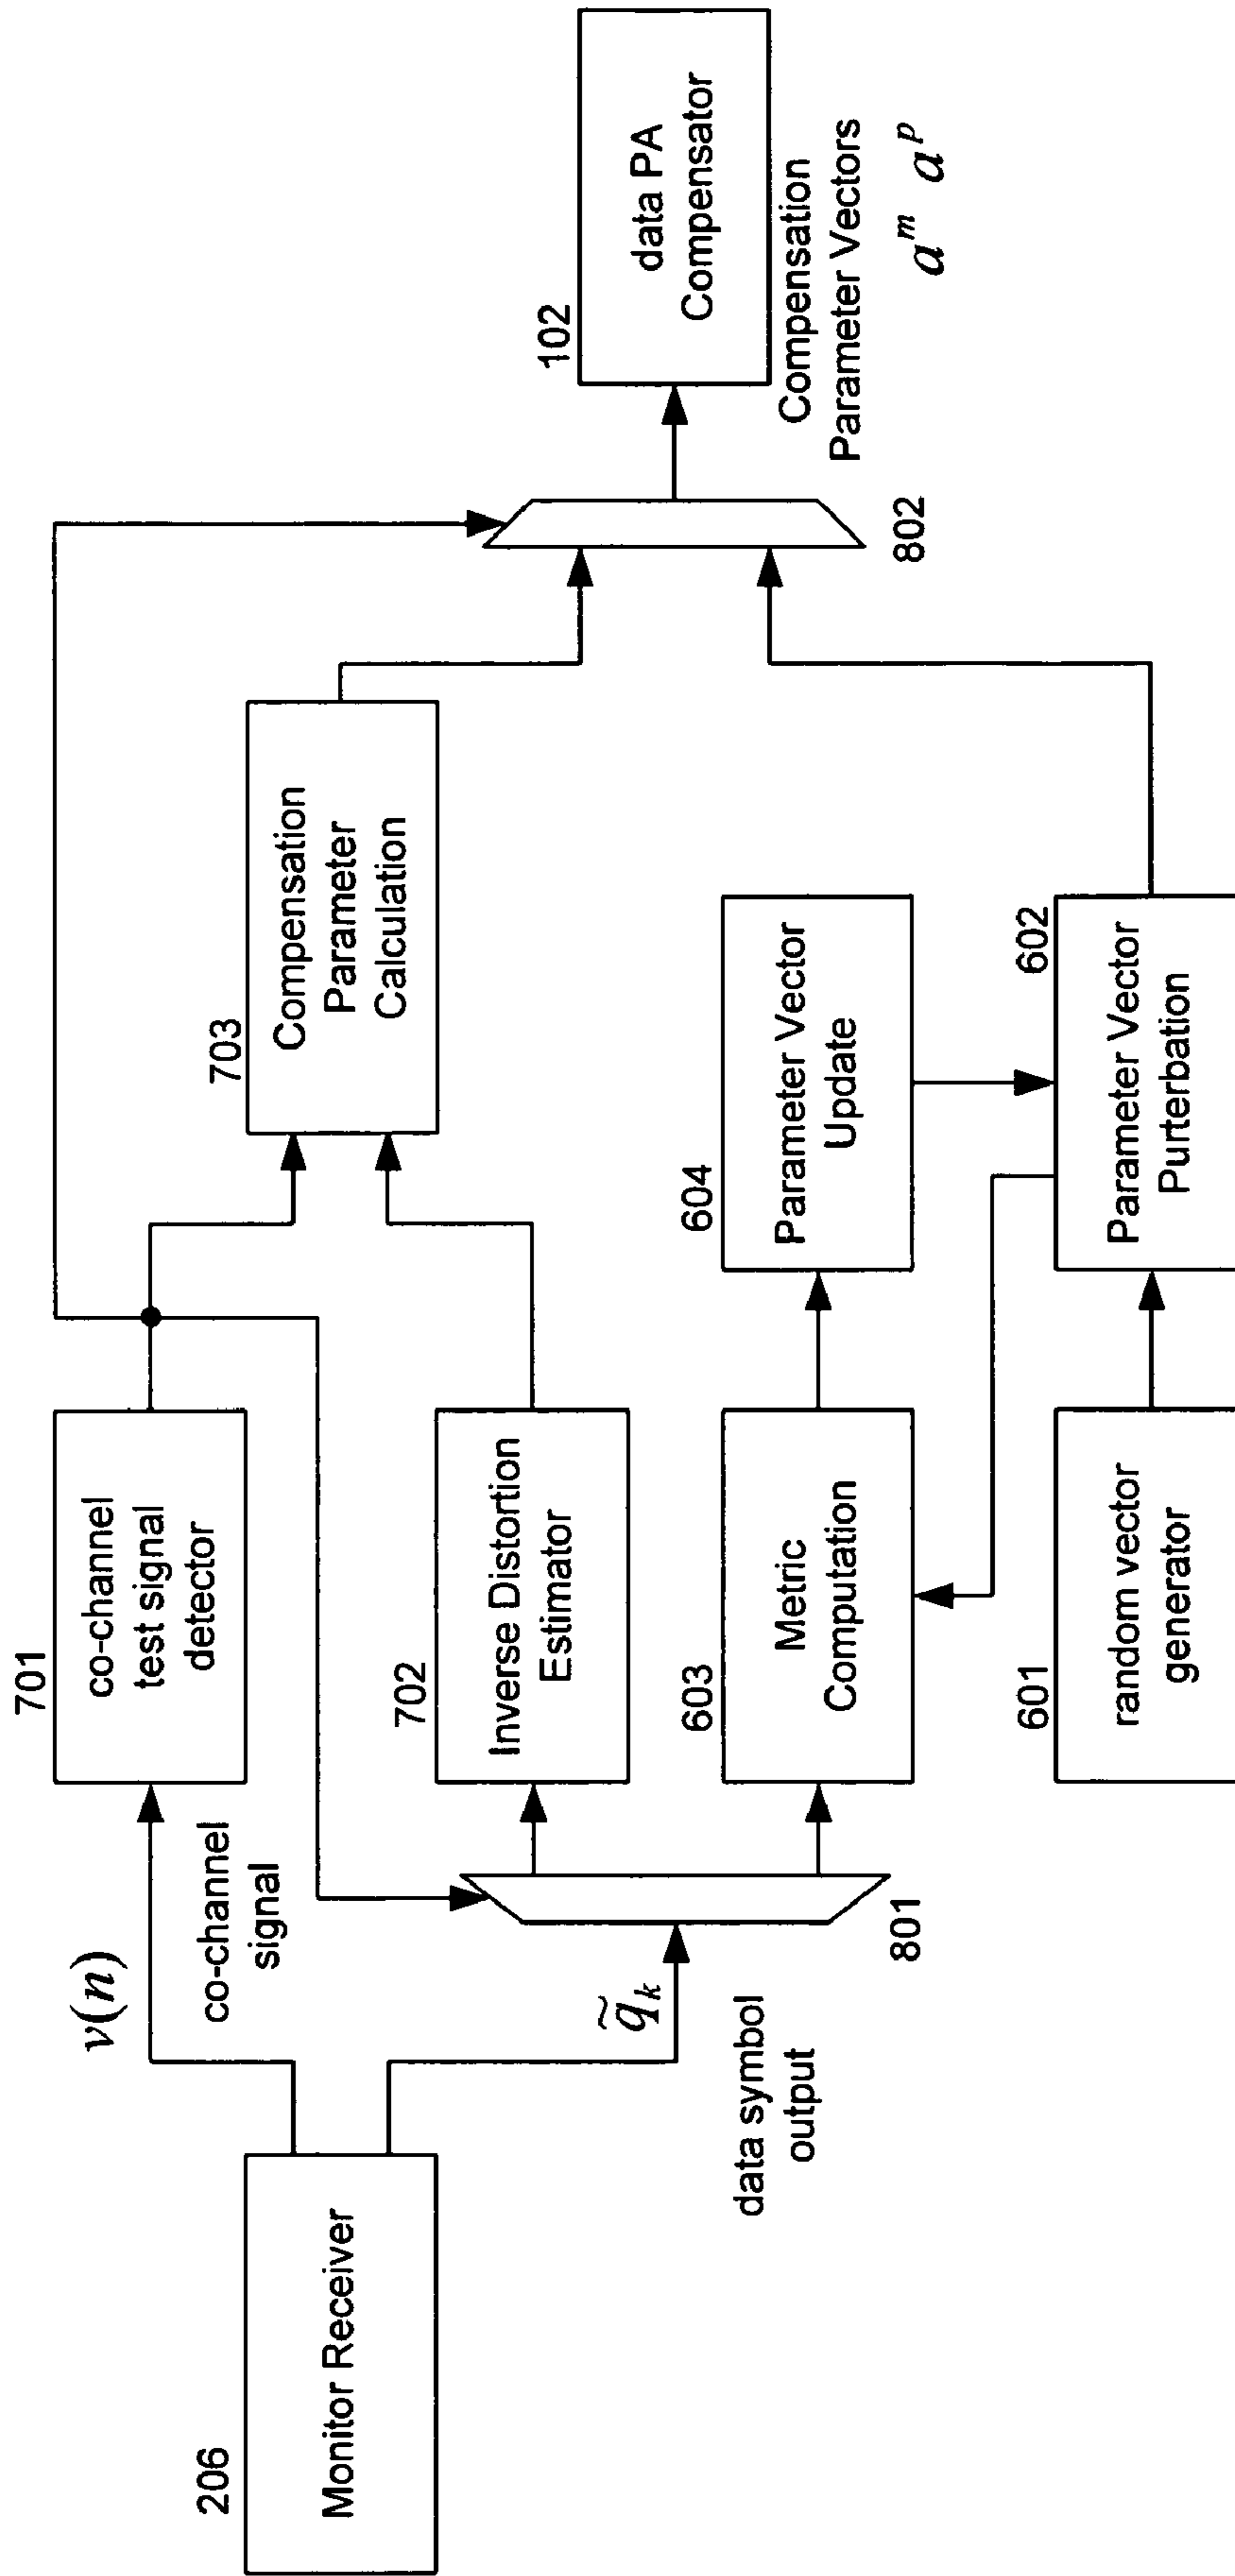 206
Monitor Receiver
v(n)
co-channel
signal
q̃ₖ
data symbol
output
801
701
co-channel
test signal
detector
702
Inverse Distortion
Estimator
603
Metric
Computation
601
random vector
generator
703
Compensation
Parameter
Calculation
604
Parameter Vector
Update
602
Parameter Vector
Purterbation
802
102
data PA
Compensator
Compensation
Parameter Vectors
aᵐ aᵖ